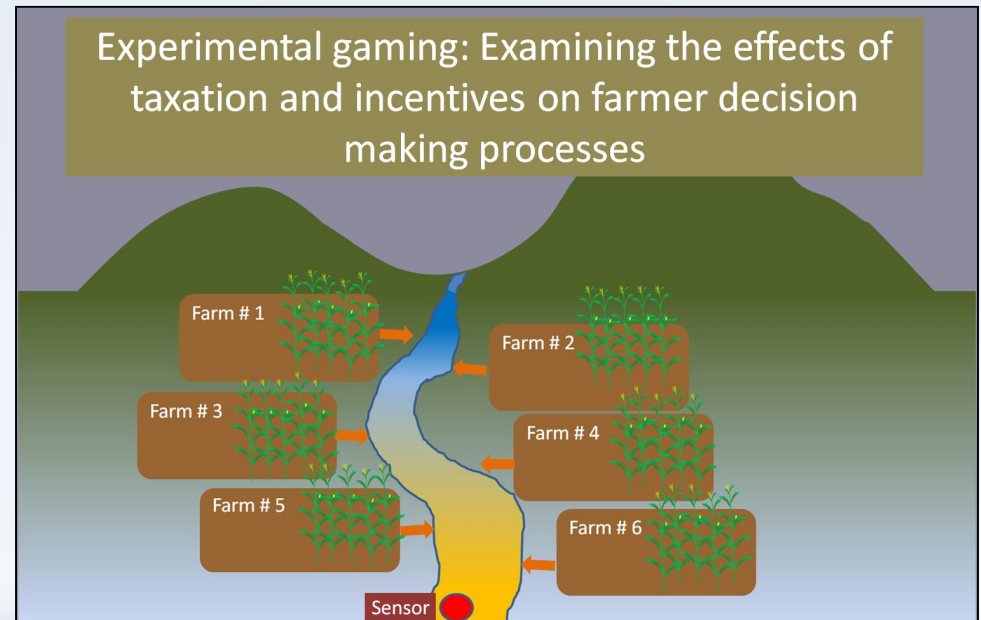 Experimental gaming: Examining the effects of
taxation and incentives on farmer decision
making processes
Farm # 1
Farm # 2
Farm # 3
Farm # 4
Farm # 5
Farm # 6
Sensor